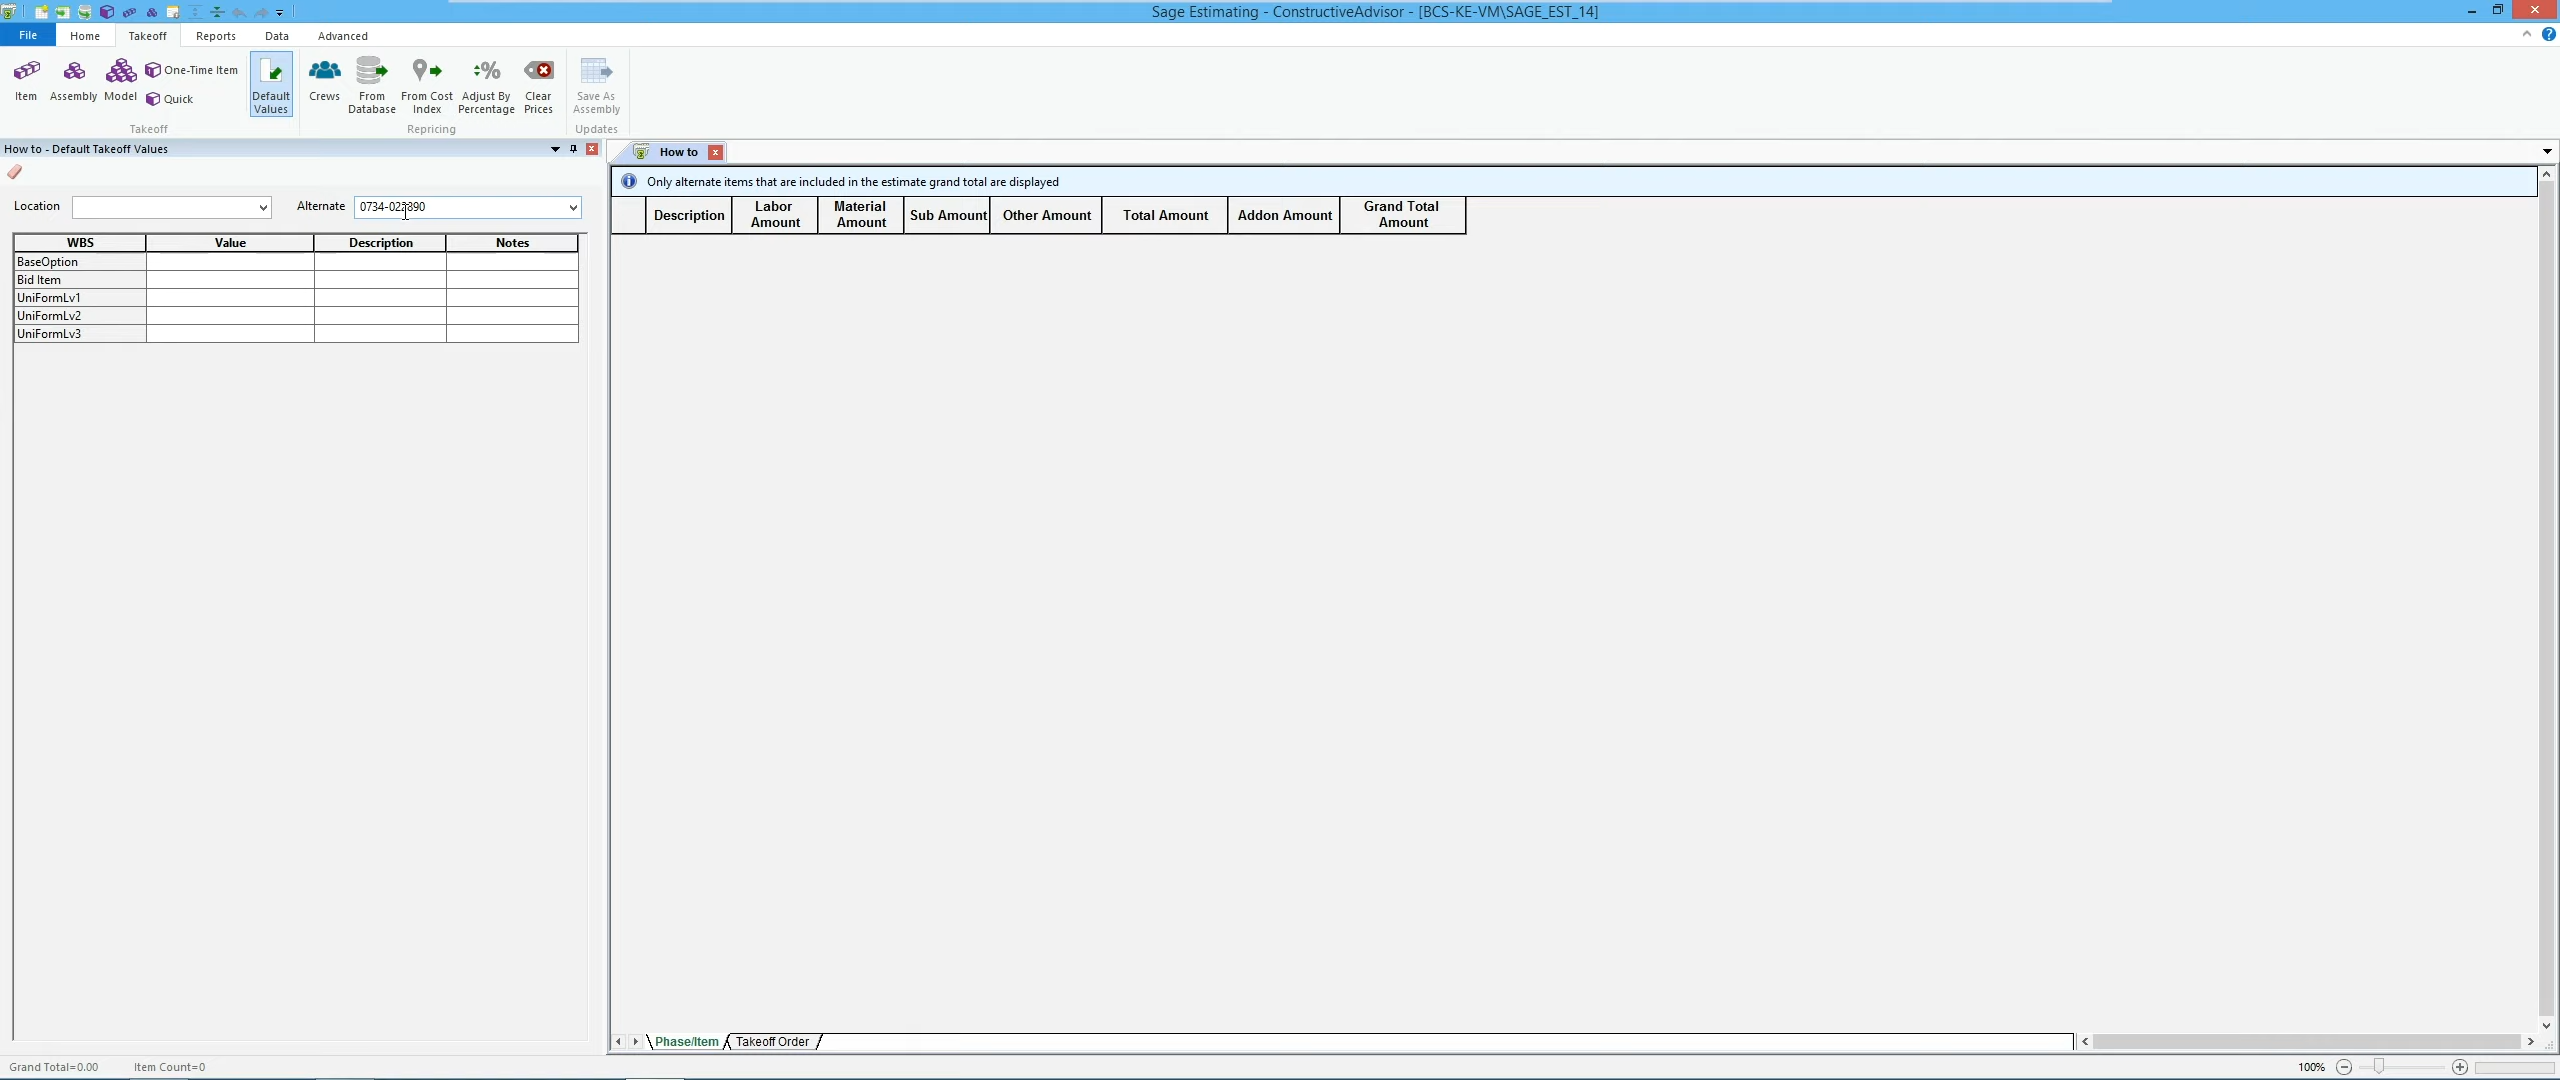 Sage Estimating - ConstructiveAdvisor - [BCS-KE-VM\SAGE_EST_14]
File Home Takeoff Reports Data Advanced
Item Assembly Model One-Time Item Quick Default Values Crews From Database From Cost Index Adjust By Percentage Clear Prices Save As Assembly
Takeoff Repricing Updates
How to - Default Takeoff Values
How to
Only alternate items that are included in the estimate grand total are displayed
Location Alternate
WBS Value Description Notes
BaseOption
Bid Item
UniFormLv1
UniFormLv2
UniFormLv3
Description Labor Amount Material Amount Sub Amount Other Amount Total Amount Addon Amount Grand Total Amount
Phase/Item Takeoff Order
Grand Total=0.00 Item Count=0 100%